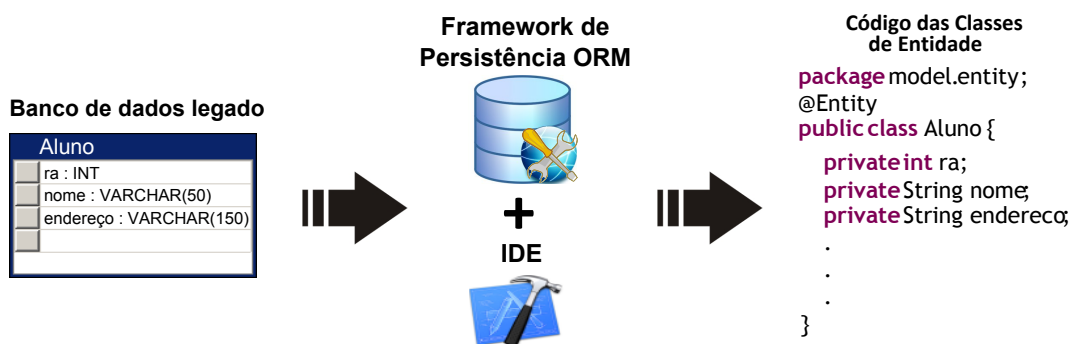 Banco de dados legado
Aluno
ra : INT
nome : VARCHAR(50)
endereço : VARCHAR(150)
Framework de
Persistência ORM
+
IDE
Código das Classes
de Entidade
package model.entity;
@Entity
public class Aluno {
private int ra;
private String nome;
private String endereco;
.
.
.
}